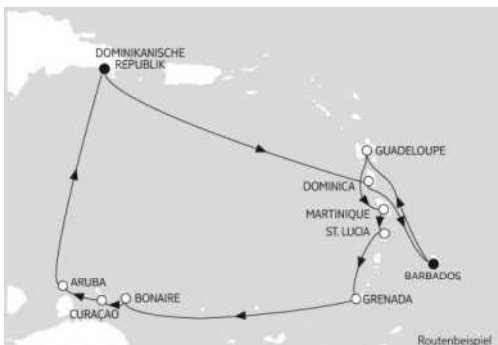 DOMINIKANISCHE
REPUBLIK
GUADELOUPE
DOMINICA
MARTINIQUE
ST. LUCIA
BARBADOS
ARUBA
BONAIRE
GRENADA
CURAÇAO
Routenbeispiel